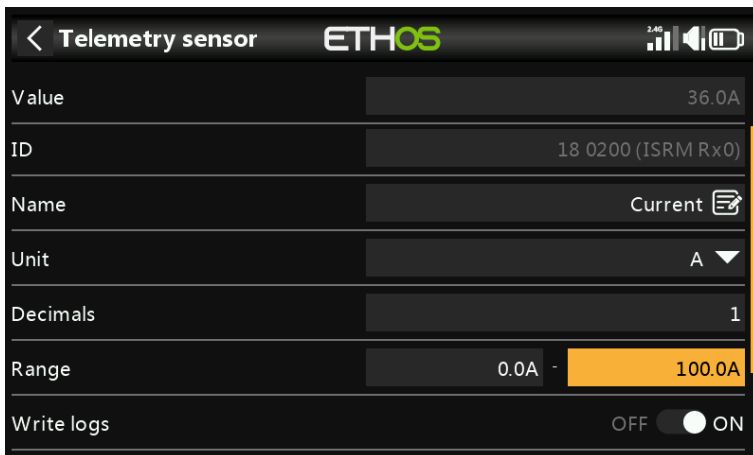 Telemetry sensor ETHOS 2.4G
Value 36.0A
ID 18 0200 (ISRM Rx0)
Name Current
Unit A
Decimals 1
Range 0.0A - 100.0A
Write logs OFF ON